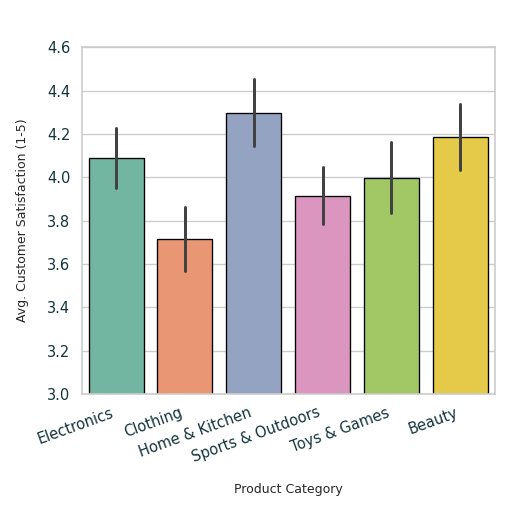 4.6
4.4
4.2
4.0
3.8
3.6
3.4
3.2
3.0
Avg. Customer Satisfaction (1-5)
Electronics
Clothing
Home & Kitchen
Sports & Outdoors
Toys & Games
Beauty
Product Category